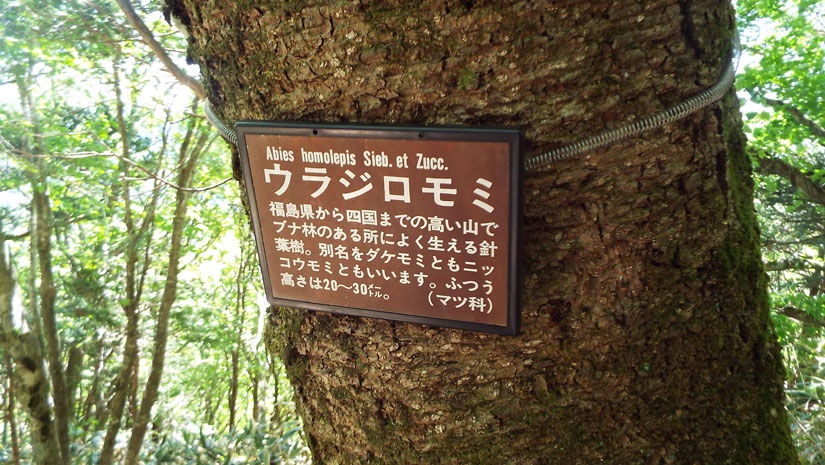 Abies homolepis Sieb. et Zucc.
ウラジロモミ
福島県から四国までの高い山で
ブナ林のある所によく生える針
葉樹。別名をダケモミともニッ
コウモミともいいます。ふつう
高さは20〜30メートル。（マツ科）